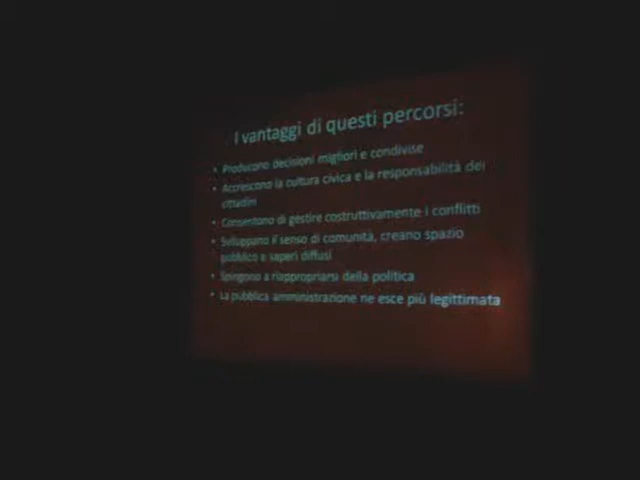 I vantaggi di questi percorsi:
• Producono decisioni migliori e condivise
• Accrescono la cultura civica e la responsabilità dei
cittadini
• Consentono di gestire costruttivamente i conflitti
• Sviluppano il senso di comunità, creano spazio
pubblico e saperi diffusi
• Spingono a riappropriarsi della politica
• La pubblica amministrazione ne esce più legittimata